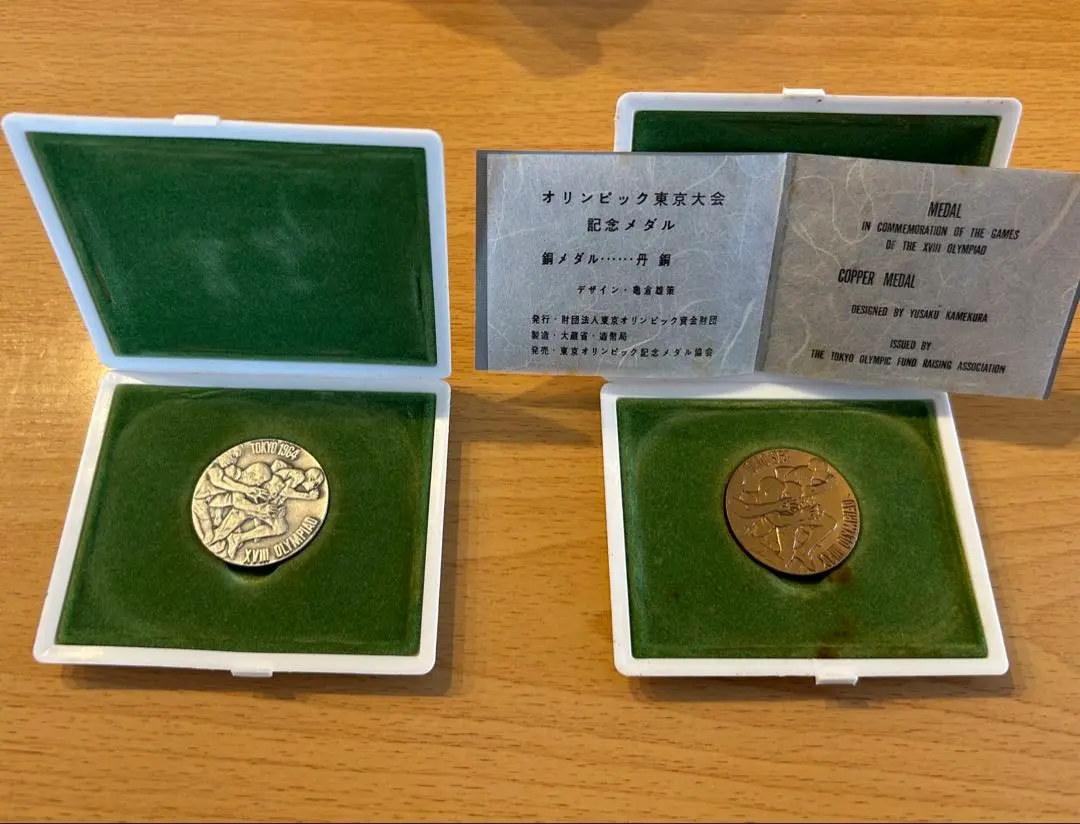 TOKYO 1964
XVIII OLYMPIAD
オリンピック東京大会
記念メダル
銅メダル……丹銅
デザイン・亀倉雄策
発行・財団法人東京オリンピック資金財団
製造・大蔵省・造幣局
発売・東京オリンピック記念メダル協会
MEDAL
IN COMMEMORATION OF THE GAMES
OF THE XVIII OLYMPIAD
COPPER MEDAL
DESIGNED BY YUSAKU KAMEKURA
ISSUED BY
THE TOKYO OLYMPIC FUND RAISING ASSOCIATION
XVIII OLYMPIAD